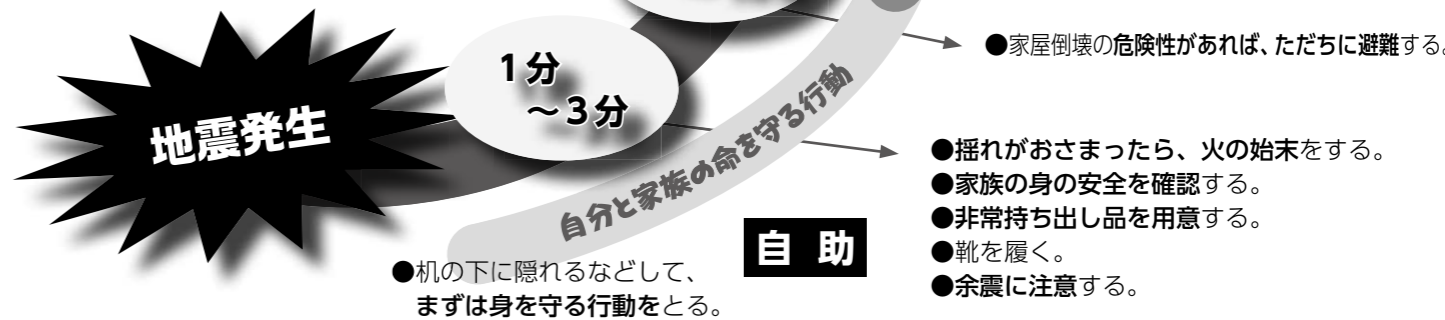 ●家屋倒壊の危険性があれば、ただちに避難する。
1分
～3分
地震発生
自分と家族の命を守る行動
●揺れがおさまったら、火の始末をする。
●家族の身の安全を確認する。
●非常持ち出し品を用意する。
●靴を履く。
●余震に注意する。
自 助
●机の下に隠れるなどして、
まずは身を守る行動をとる。